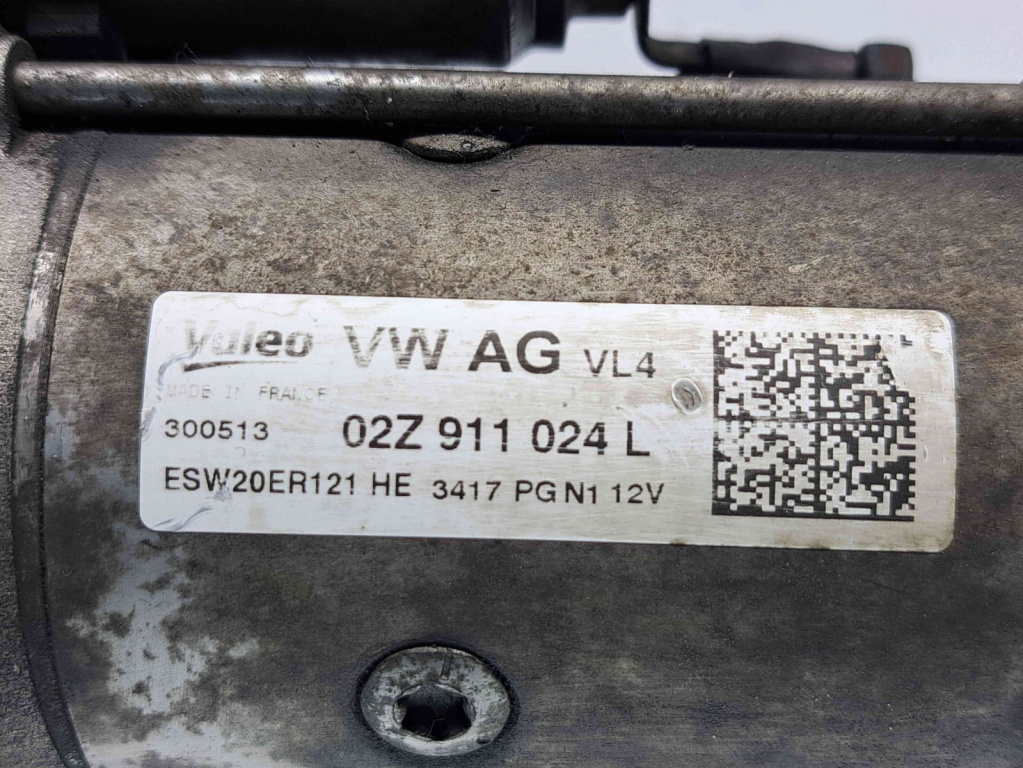 Valeo VW AG VL4
MADE IN FRANCE
300513 02Z 911 024 L
ESW20ER121 HE 3417 PG N1 12V